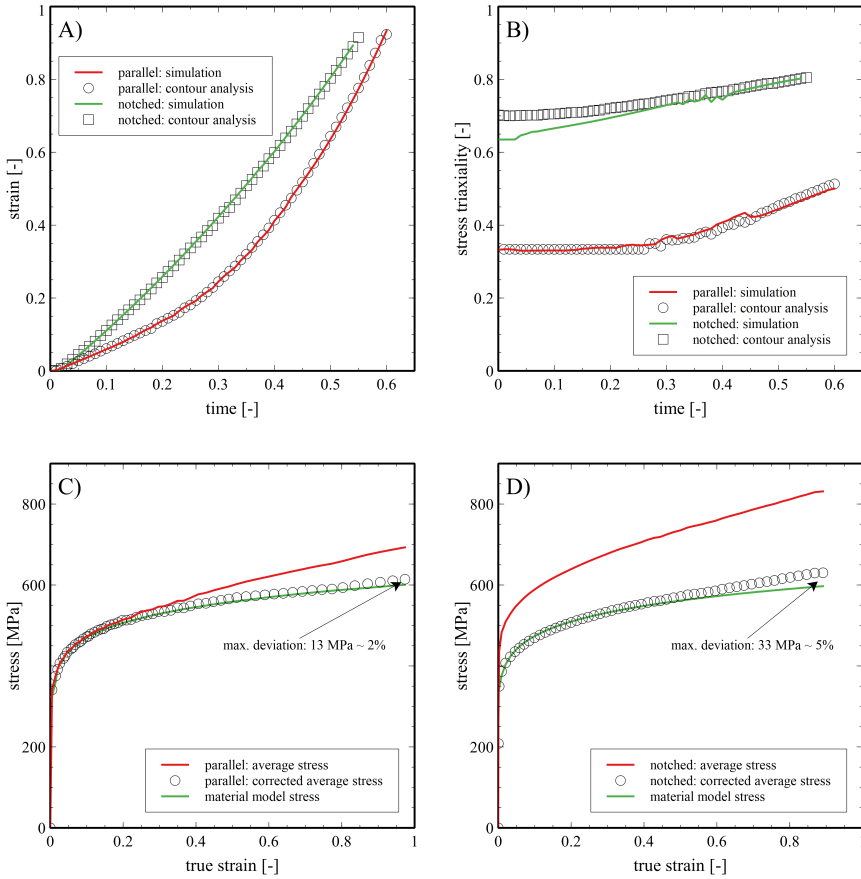 A)
1
0.8
0.6
0.4
0.2
0
strain [-]
parallel: simulation
parallel: contour analysis
notched: simulation
notched: contour analysis
0 0.1 0.2 0.3 0.4 0.5 0.6
time [-]
B)
1
0.8
0.6
0.4
0.2
0
stress triaxiality [-]
parallel: simulation
parallel: contour analysis
notched: simulation
notched: contour analysis
0 0.1 0.2 0.3 0.4 0.5 0.6
time [-]
C)
800
600
400
200
0
stress [MPa]
max. deviation: 13 MPa ~ 2%
parallel: average stress
parallel: corrected average stress
material model stress
0 0.2 0.4 0.6 0.8 1
true strain [-]
D)
800
600
400
200
0
stress [MPa]
max. deviation: 33 MPa ~ 5%
notched: average stress
notched: corrected average stress
material model stress
0 0.2 0.4 0.6 0.8
true strain [-]